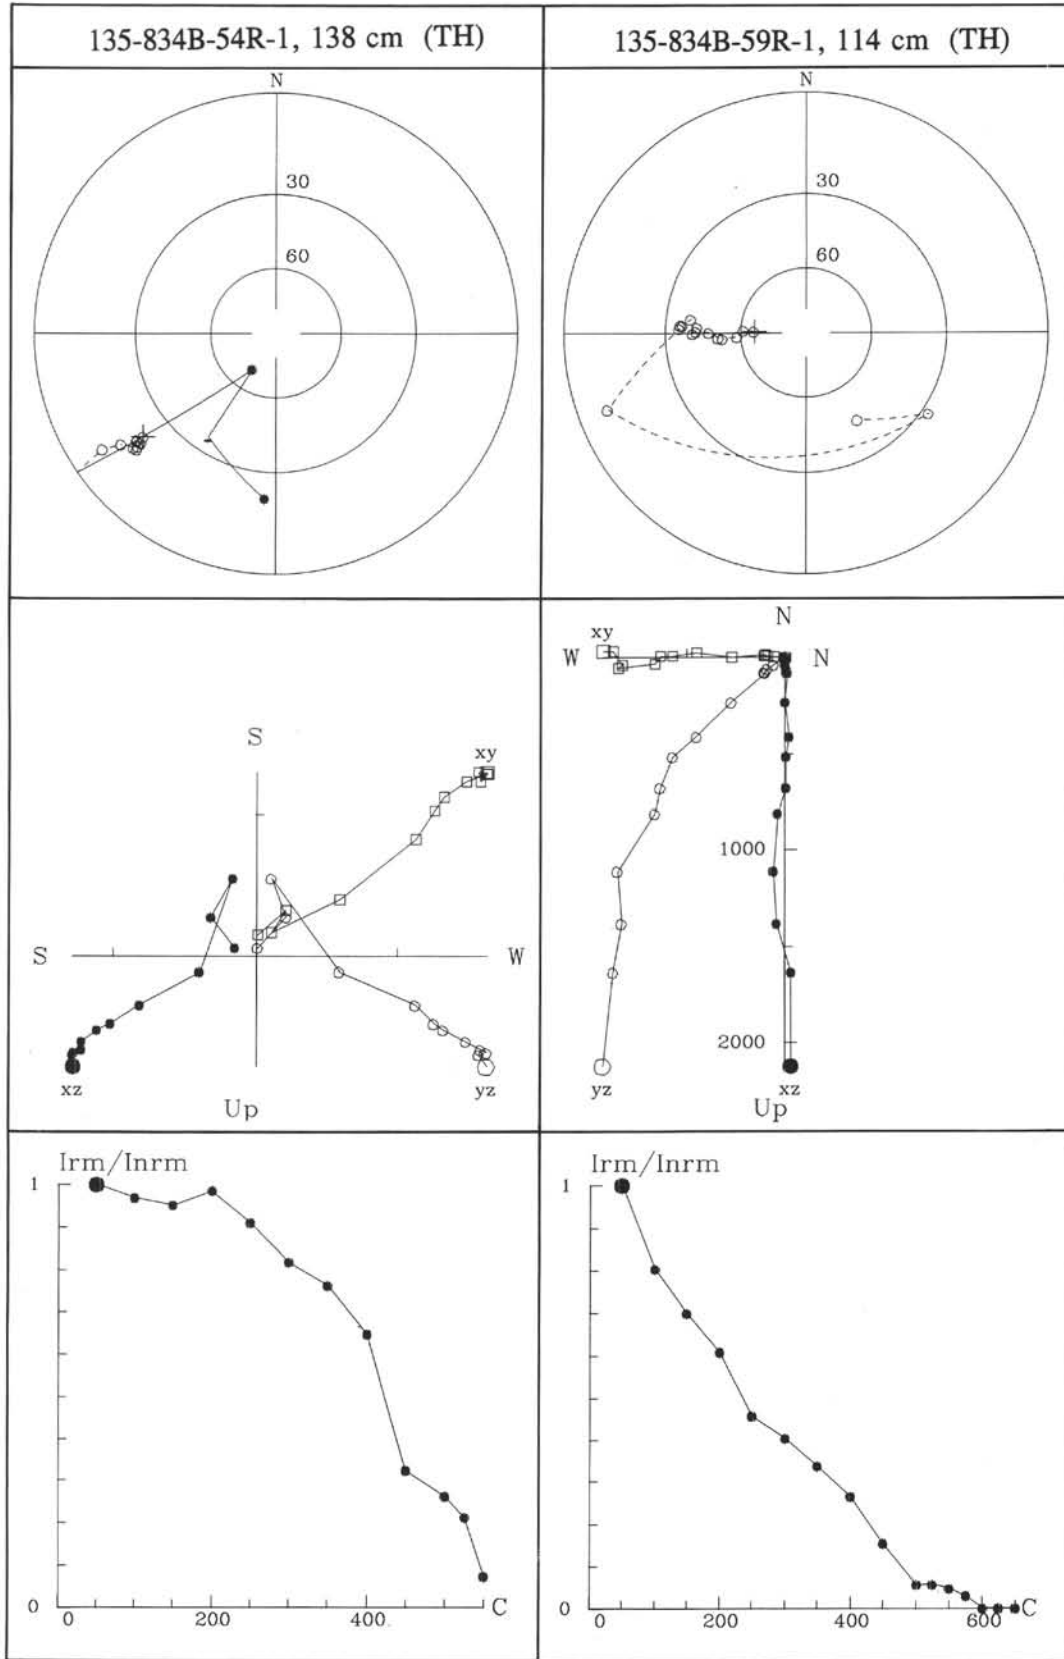 135-834B-54R-1, 138 cm (TH)
135-834B-59R-1, 114 cm (TH)
N
30
60
N
30
60
S
xy
S
W
xz
yz
Up
N
xy
W
N
1000
2000
yz
xz
Up
Irm/Inrm
1
0
0
200
400
C
Irm/Inrm
1
0
0
200
400
600
C